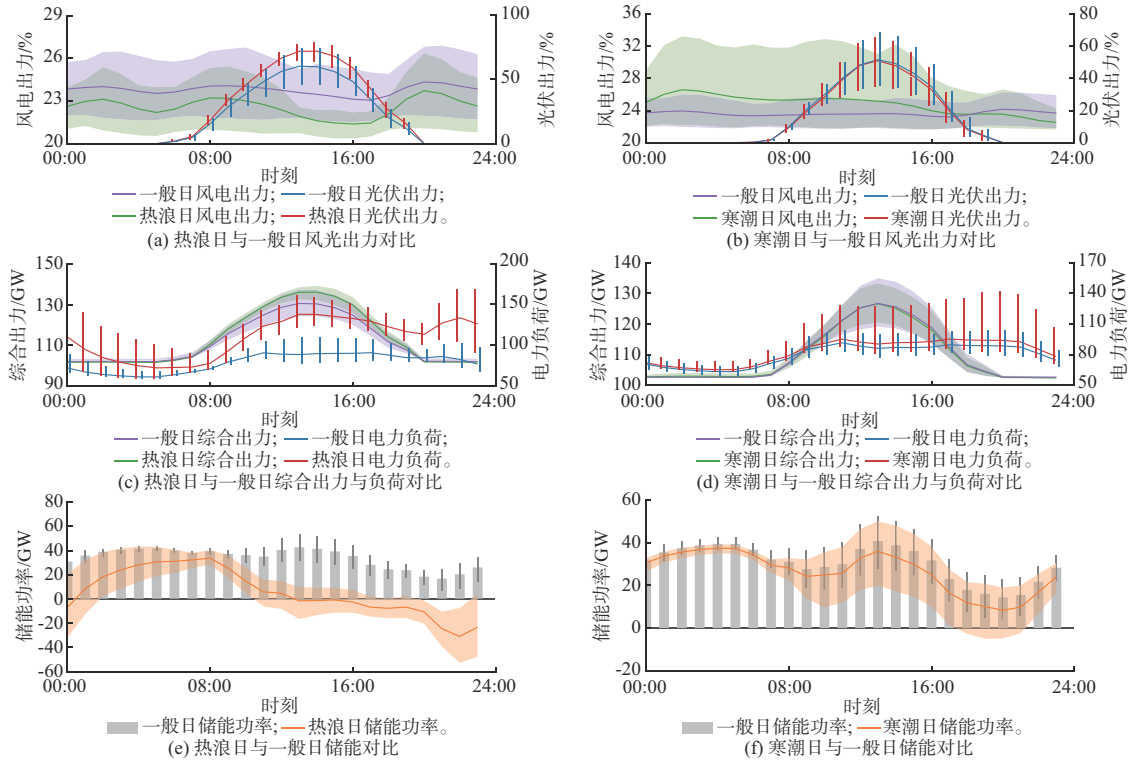 29
26
23
20
风电出力/%
100
50
0
光伏出力/%
00:00
08:00
16:00
24:00
时刻
一般日风电出力; 一般日光伏出力;
热浪日风电出力; 热浪日光伏出力。
(a) 热浪日与一般日风光出力对比
36
32
28
24
20
风电出力/%
80
60
40
20
0
光伏出力/%
00:00
08:00
16:00
24:00
时刻
一般日风电出力; 一般日光伏出力;
寒潮日风电出力; 寒潮日光伏出力。
(b) 寒潮日与一般日风光出力对比
150
130
110
90
综合出力/GW
200
150
100
50
电力负荷/GW
00:00
08:00
16:00
24:00
时刻
一般日综合出力; 一般日电力负荷;
热浪日综合出力; 热浪日电力负荷。
(c) 热浪日与一般日综合出力与负荷对比
140
130
120
110
100
综合出力/GW
170
140
110
80
50
电力负荷/GW
00:00
08:00
16:00
24:00
时刻
一般日综合出力; 一般日电力负荷;
寒潮日综合出力; 寒潮日电力负荷。
(d) 寒潮日与一般日综合出力与负荷对比
80
60
40
20
0
-20
-40
-60
储能功率/GW
00:00
08:00
16:00
24:00
时刻
一般日储能功率; 热浪日储能功率。
(e) 热浪日与一般日储能对比
60
40
20
0
-20
储能功率/GW
00:00
08:00
16:00
24:00
时刻
一般日储能功率; 寒潮日储能功率。
(f) 寒潮日与一般日储能对比